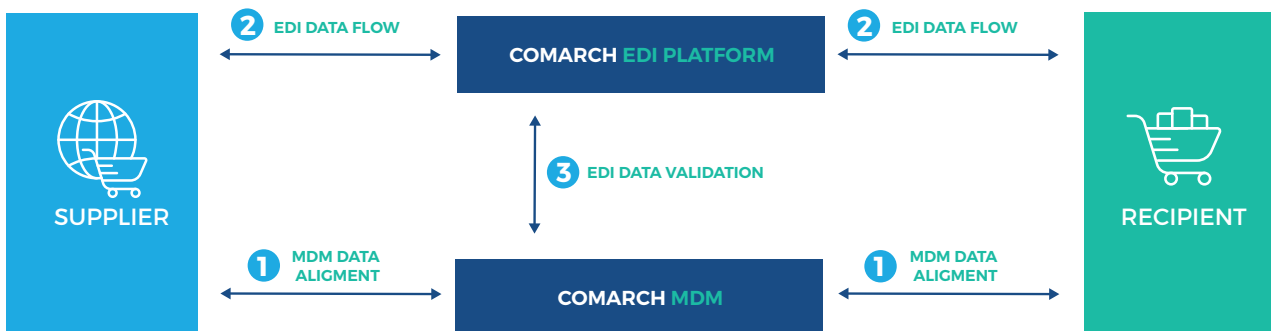 2 EDI DATA FLOW
2 EDI DATA FLOW
COMARCH EDI PLATFORM
3 EDI DATA VALIDATION
SUPPLIER
RECIPIENT
1 MDM DATA
ALIGMENT
1 MDM DATA
ALIGMENT
COMARCH MDM